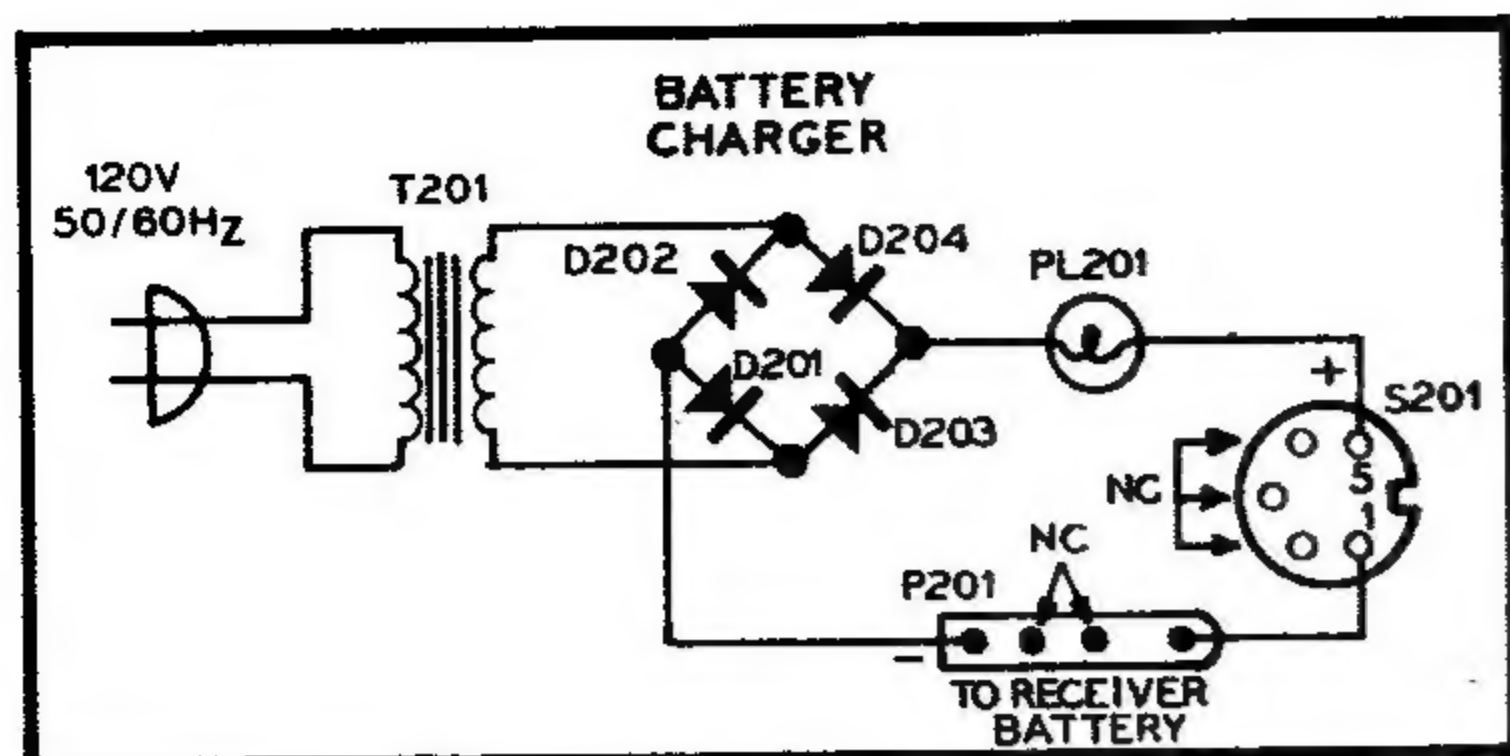 BATTERY
CHARGER
120V
50/60Hz
T201
D202
D204
PL201
D201
D203
+
S201
5
NC
1
NC
P201
-
TO RECEIVER
BATTERY